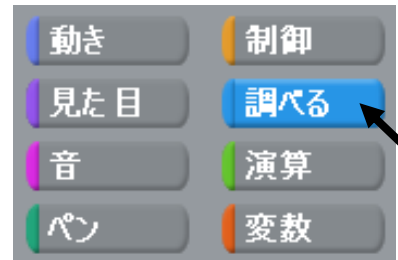 動き 制御
見た目 調べる
音 演算
ペン 変数